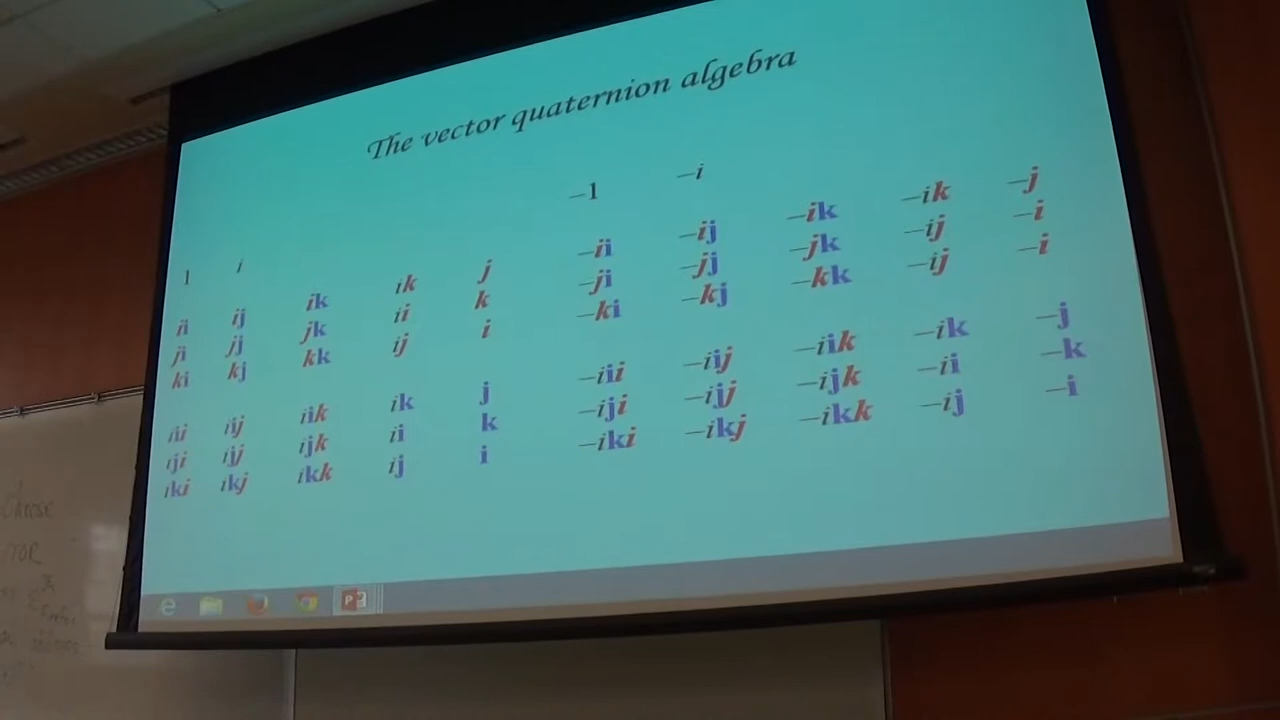 The vector quaternion algebra
1 i
ii ij ik ik j
ji jj jk ii k
ki kj kk ij i
iii iij iik ik j
iji ijj ijk ii k
iki ikj ikk ij i
–1 –i
–ii –ij –ik –ik –j
–ji –jj –jk –ij –i
–ki –kj –kk –ij –i
–iii –iij –iik –ik –j
–iji –ijj –ijk –ii –k
–iki –ikj –ikk –ij –i